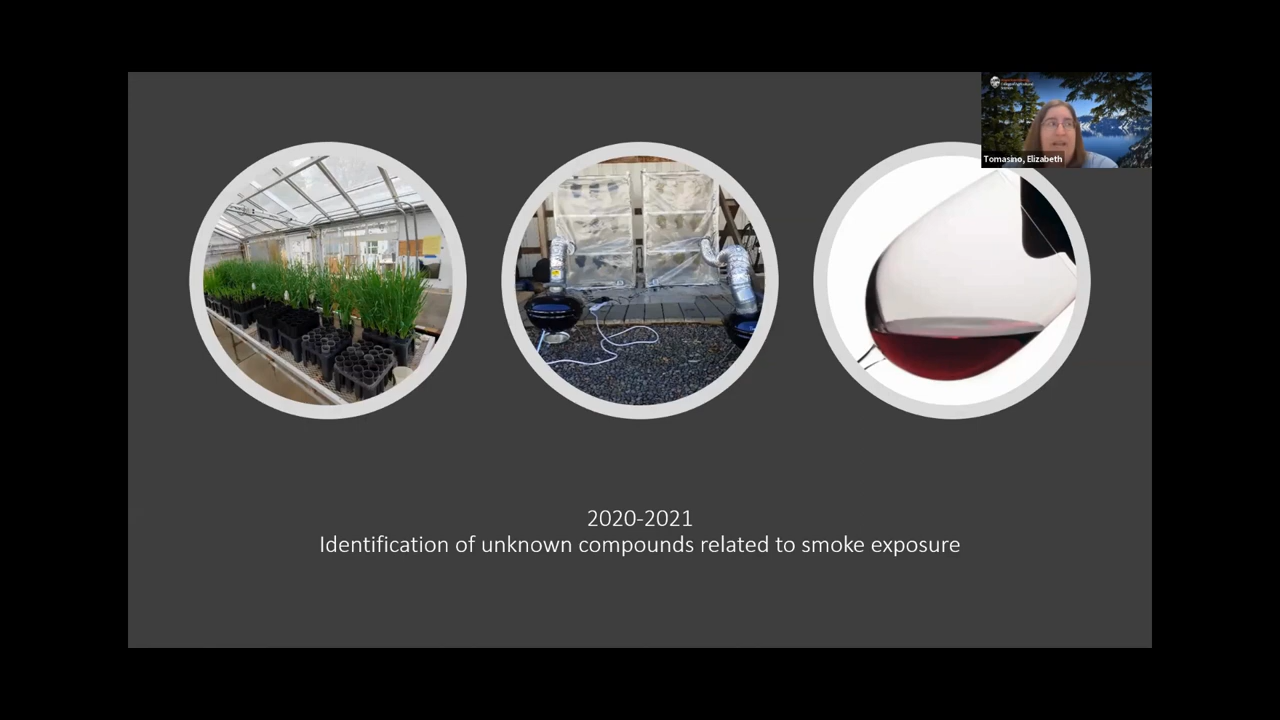 Tomasino, Elizabeth
2020-2021
Identification of unknown compounds related to smoke exposure